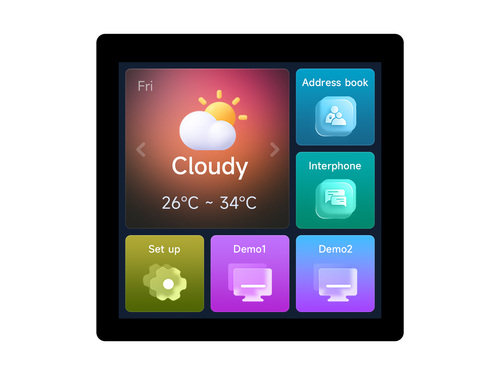 Fri
Cloudy
26°C ~ 34°C
Address book
Interphone
Set up
Demo1
Demo2